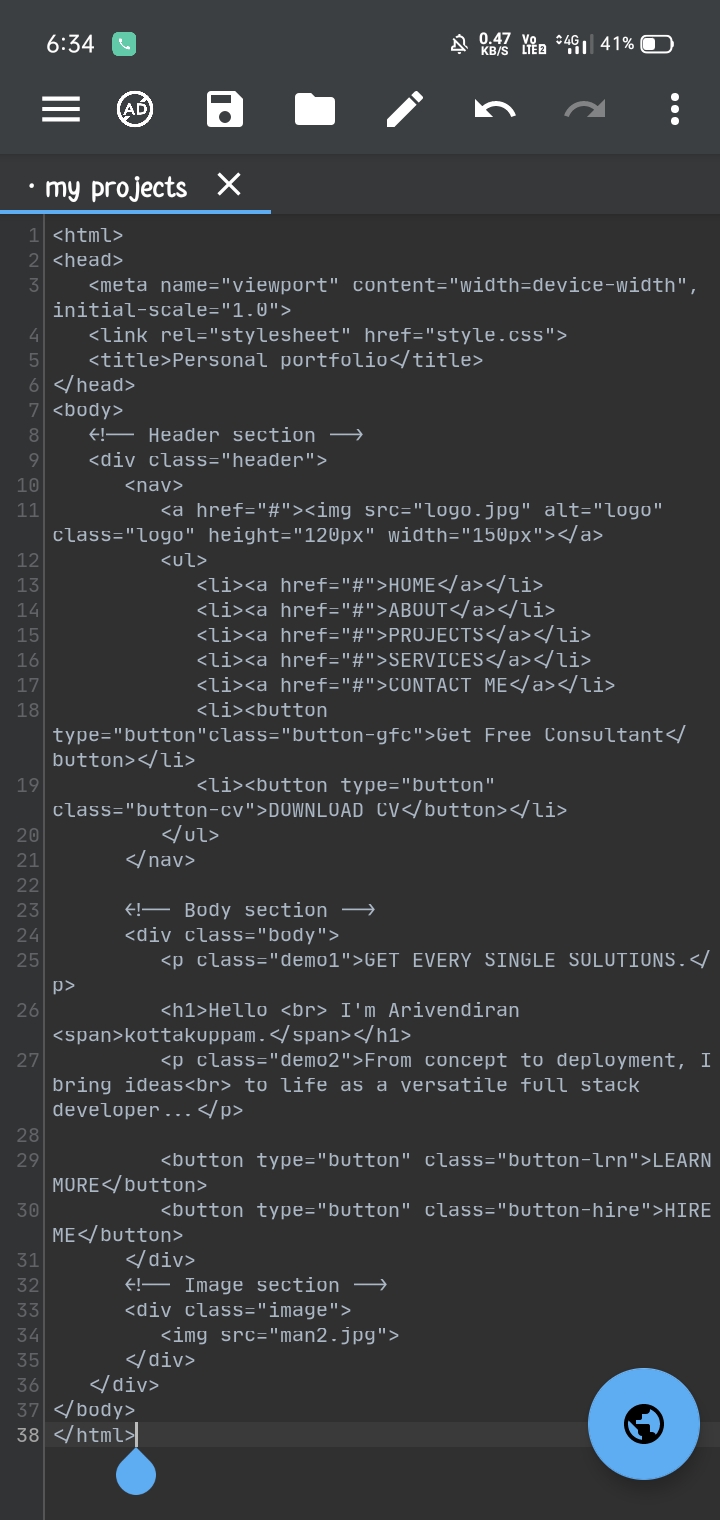 6:34 0.47 KB/S Vo LTE2 4G 41%
AD
· my projects
1 <html>
2 <head>
3    <meta name="viewport" content="width=device-width",
initial-scale="1.0">
4    <link rel="stylesheet" href="style.css">
5    <title>Personal portfolio</title>
6 </head>
7 <body>
8    <!-- Header section -->
9    <div class="header">
10       <nav>
11          <a href="#"><img src="logo.jpg" alt="logo"
class="logo" height="120px" width="150px"></a>
12          <ul>
13             <li><a href="#">HOME</a></li>
14             <li><a href="#">ABOUT</a></li>
15             <li><a href="#">PROJECTS</a></li>
16             <li><a href="#">SERVICES</a></li>
17             <li><a href="#">CONTACT ME</a></li>
18             <li><button
type="button"class="button-gfc">Get Free Consultant</
button></li>
19             <li><button type="button"
class="button-cv">DOWNLOAD CV</button></li>
20          </ul>
21       </nav>
22
23       <!-- Body section -->
24       <div class="body">
25          <p class="demo1">GET EVERY SINGLE SOLUTIONS.</
p>
26          <h1>Hello <br> I'm Arivendiran
<span>kottakuppam.</span></h1>
27          <p class="demo2">From concept to deployment, I
bring ideas<br> to life as a versatile full stack
developer...</p>
28
29          <button type="button" class="button-lrn">LEARN
MORE</button>
30          <button type="button" class="button-hire">HIRE
ME</button>
31       </div>
32       <!-- Image section -->
33       <div class="image">
34          <img src="man2.jpg">
35       </div>
36    </div>
37 </body>
38 </html>